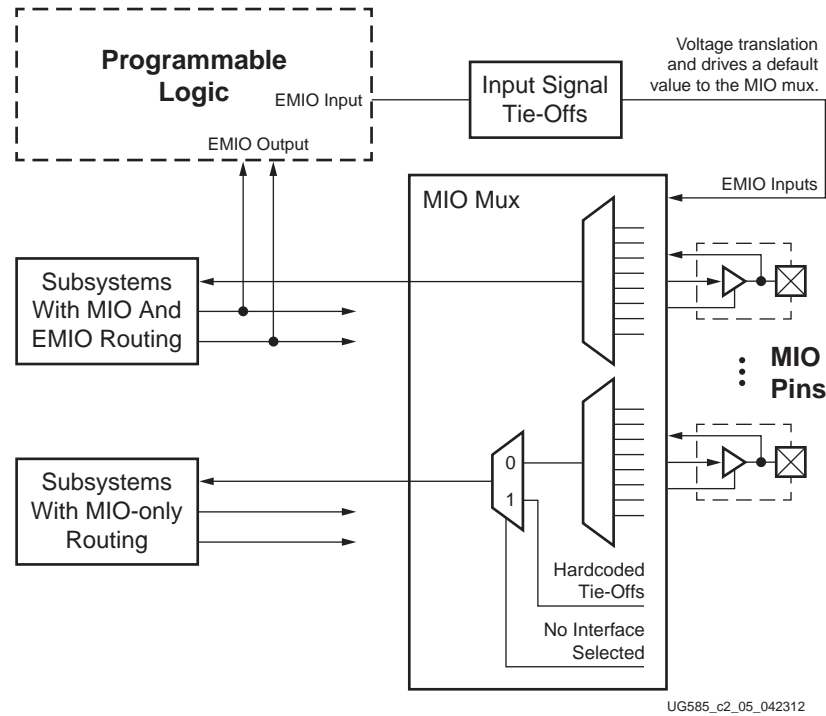 Programmable
Logic
EMIO Input
EMIO Output
Input Signal
Tie-Offs
Voltage translation
and drives a default
value to the MIO mux.
EMIO Inputs
MIO Mux
Subsystems
With MIO And
EMIO Routing
MIO
Pins
Subsystems
With MIO-only
Routing
0
1
Hardcoded
Tie-Offs
No Interface
Selected
UG585_c2_05_042312